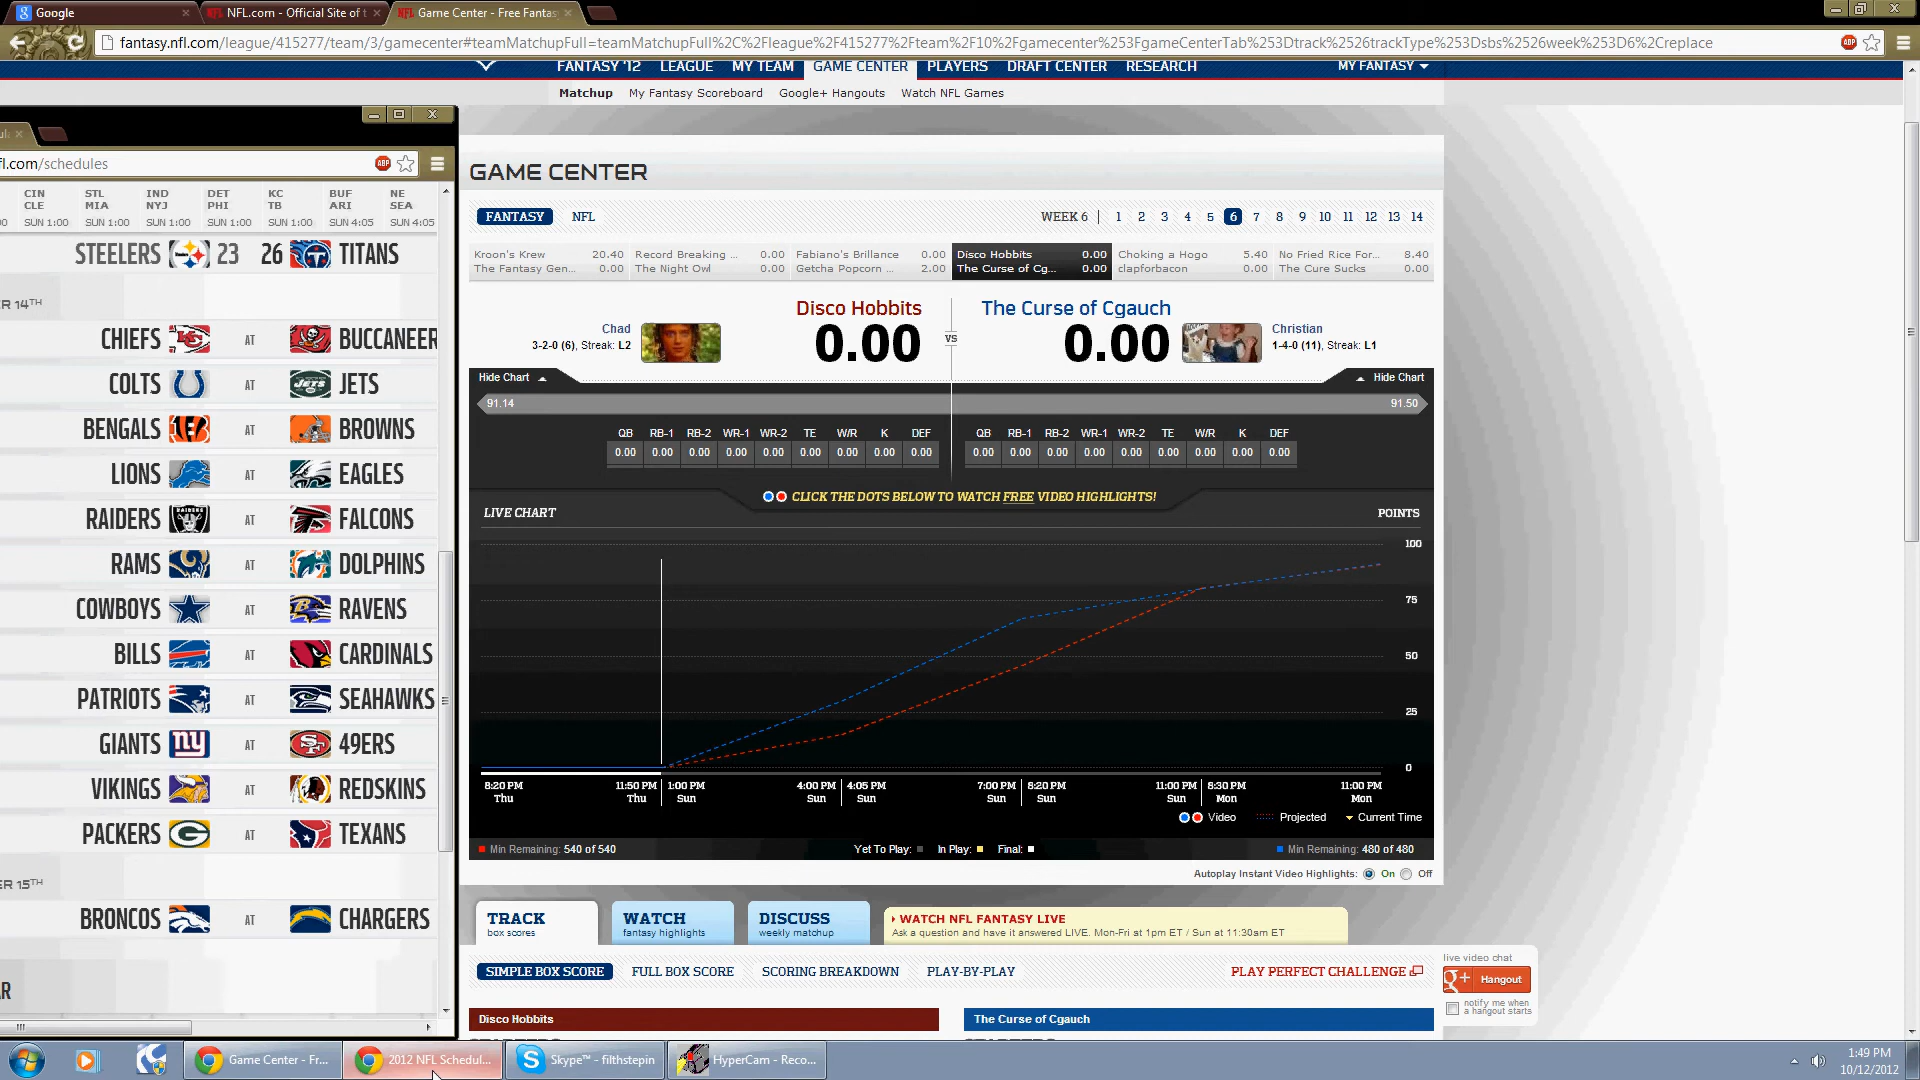 Google
NFL.com - Official Site of t
Game Center - Free Fantas
fantasy.nfl.com/league/415277/team/3/gamecenter#teamMatchupFull=teamMatchupFull%2C%2Fleague%2F415277%2Fteam%2F10%2Fgamecenter%253FgameCenterTab%253Dtrack%2526trackType%253Dsbs%2526week%253D6%2Creplace
ABP
FANTASY '12 LEAGUE MY TEAM GAME CENTER PLAYERS DRAFT CENTER RESEARCH MY FANTASY
Matchup My Fantasy Scoreboard Google+ Hangouts Watch NFL Games
fl.com/schedules
ABP
CIN STL IND DET KC BUF NE
CLE MIA NYJ PHI TB ARI SEA
SUN 1:00 SUN 1:00 SUN 1:00 SUN 1:00 SUN 1:00 SUN 4:05 SUN 4:05
STEELERS 23 26 TITANS
ER 14TH
CHIEFS AT BUCCANEER
COLTS AT JETS
BENGALS AT BROWNS
LIONS AT EAGLES
RAIDERS AT FALCONS
RAMS AT DOLPHINS
COWBOYS AT RAVENS
BILLS AT CARDINALS
PATRIOTS AT SEAHAWKS
GIANTS AT 49ERS
VIKINGS AT REDSKINS
PACKERS AT TEXANS
ER 15TH
BRONCOS AT CHARGERS
AR
GAME CENTER
FANTASY NFL
WEEK 6 | 1 2 3 4 5 6 7 8 9 10 11 12 13 14
Kroon's Krew 20.40 Record Breaking ... 0.00 Fabiano's Brillance 0.00 Disco Hobbits 0.00 Choking a Hogo 5.40 No Fried Rice For... 8.40
The Fantasy Gen... 0.00 The Night Owl 0.00 Getcha Popcorn ... 2.00 The Curse of Cg... 0.00 clapforbacon 0.00 The Cure Sucks 0.00
Disco Hobbits The Curse of Cgauch
Chad 0.00 VS 0.00 Christian
3-2-0 (6), Streak: L2 1-4-0 (11), Streak: L1
Hide Chart Hide Chart
91.14 91.50
QB RB-1 RB-2 WR-1 WR-2 TE W/R K DEF QB RB-1 RB-2 WR-1 WR-2 TE W/R K DEF
0.00 0.00 0.00 0.00 0.00 0.00 0.00 0.00 0.00 0.00 0.00 0.00 0.00 0.00 0.00 0.00 0.00 0.00
CLICK THE DOTS BELOW TO WATCH FREE VIDEO HIGHLIGHTS!
LIVE CHART POINTS
100
75
50
25
0
8:20 PM 11:50 PM 1:00 PM 4:00 PM 4:05 PM 7:00 PM 8:20 PM 11:00 PM 8:30 PM 11:00 PM
Thu Thu Sun Sun Sun Sun Sun Sun Mon Mon
Video Projected Current Time
Min Remaining: 540 of 540 Yet To Play: In Play: Final: Min Remaining: 480 of 480
Autoplay Instant Video Highlights: On Off
TRACK WATCH DISCUSS WATCH NFL FANTASY LIVE
box scores fantasy highlights weekly matchup Ask a question and have it answered LIVE. Mon-Fri at 1pm ET / Sun at 11:30am ET
SIMPLE BOX SCORE FULL BOX SCORE SCORING BREAKDOWN PLAY-BY-PLAY PLAY PERFECT CHALLENGE
live video chat
g+ Hangout
notify me when
a hangout starts
Disco Hobbits The Curse of Cgauch
Game Center - Fr...
2012 NFL Schedul...
Skype™ - filthstepin
HyperCam - Reco...
1:49 PM
10/12/2012